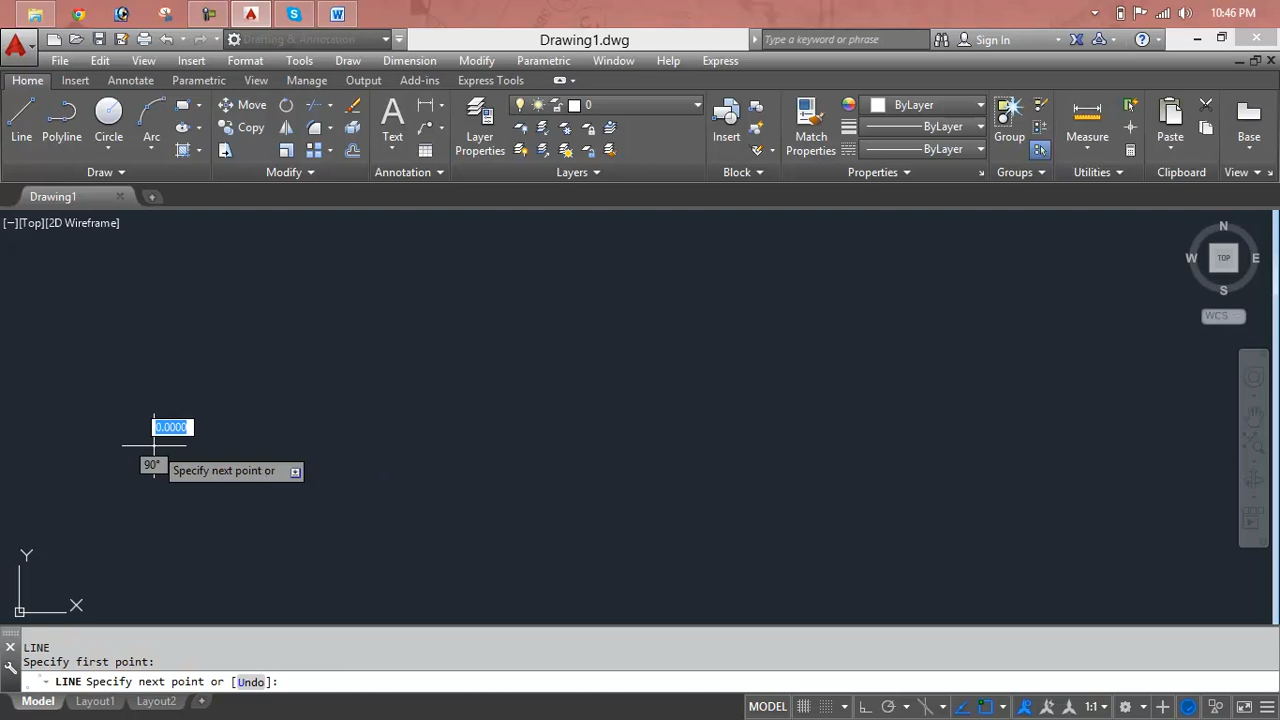 10:46 PM
Drafting & Annotation
Drawing1.dwg
Type a keyword or phrase
Sign In
File Edit View Insert Format Tools Draw Dimension Modify Parametric Window Help Express
Home Insert Annotate Parametric View Manage Output Add-ins Express Tools
Line Polyline Circle Arc
Move
Copy
Text
Layer Properties
0
Insert
Match Properties
ByLayer
ByLayer
ByLayer
Group
Measure
Paste
Base
Draw Modify Annotation Layers Block Properties Groups Utilities Clipboard View
Drawing1
[−][Top][2D Wireframe]
N
W TOP E
S
WCS
0.0000
90° Specify next point or
Y
X
LINE
Specify first point:
LINE Specify next point or [Undo]:
Model Layout1 Layout2
MODEL 1:1